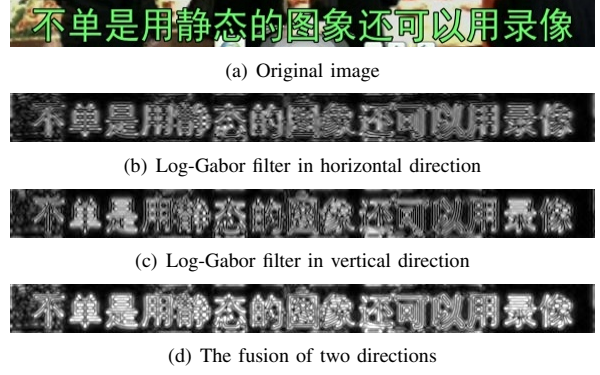 不单是用静态的图象还可以用录像
(a) Original image
不单是用静态的图象还可以用录像
(b) Log-Gabor filter in horizontal direction
不单是用静态的图象还可以用录像
(c) Log-Gabor filter in vertical direction
不单是用静态的图象还可以用录像
(d) The fusion of two directions